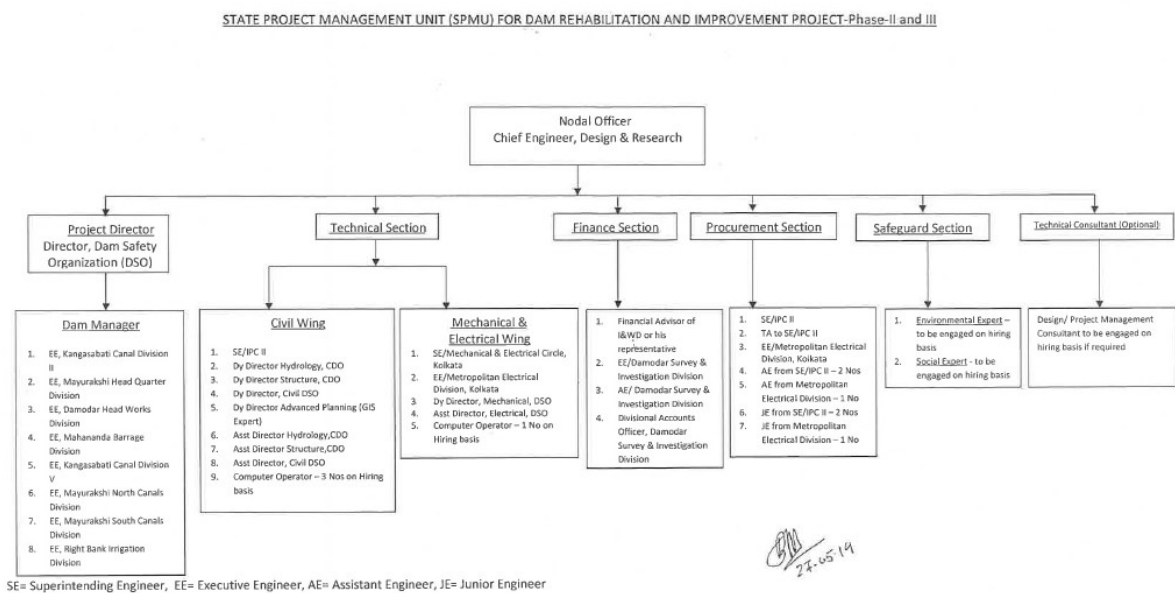 STATE PROJECT MANAGEMENT UNIT (SPMU) FOR DAM REHABILITATION AND IMPROVEMENT PROJECT-Phase-II and III
Nodal Officer
Chief Engineer, Design & Research
Project Director
Director, Dam Safety
Organization (DSO)
Technical Section
Finance Section
Procurement Section
Safeguard Section
Technical Consultant (Optional)
Dam Manager
1. EE, Kangasabati Canal Division
II
2. EE, Mayurakshi Head Quarter
Division
3. EE, Damodar Head Works
Division
4. EE, Mahananda Barrage
Division
5. EE, Kangasabati Canal Division
V
6. EE, Mayurakshi North Canals
Division
7. EE, Mayurakshi South Canals
Division
8. EE, Right Bank Irrigation
Division
Civil Wing
1. SE/IPC II
2. Dy Director Hydrology, CDO
3. Dy Director Structure, CDO
4. Dy Director, Civil DSO
5. Dy Director Advanced Planning (GIS
Expert)
6. Asst Director Hydrology,CDO
7. Asst Director Structure,CDO
8. Asst Director, Civil DSO
9. Computer Operator – 3 Nos on Hiring
basis
Mechanical &
Electrical Wing
1. SE/Mechanical & Electrical Circle,
Kolkata
2. EE/Metropolitan Electrical
Division, Kolkata
3. Dy Director, Mechanical, DSO
4. Asst Director, Electrical, DSO
5. Computer Operator – 1 No on
Hiring basis
1. Financial Advisor of
I&WD or his
representative
2. EE/Damodar Survey &
Investigation Division
3. AE/ Damodar Survey &
Investigation Division
4. Divisional Accounts
Officer, Damodar
Survey & Investigation
Division
1. SE/IPC II
2. TA to SE/IPC II
3. EE/Metropolitan Electrical
Division, Kolkata
4. AE from SE/IPC II – 2 Nos
5. AE from Metropolitan
Electrical Division – 1 No
6. JE from SE/IPC II – 2 Nos
7. JE from Metropolitan
Electrical Division – 1 No
1. Environmental Expert –
to be engaged on hiring
basis
2. Social Expert - to be
engaged on hiring basis
Design/ Project Management
Consultant to be engaged on
hiring basis if required
27.05.19
SE= Superintending Engineer, EE= Executive Engineer, AE= Assistant Engineer, JE= Junior Engineer